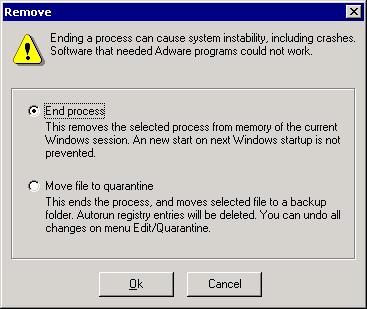 Remove
Ending a process can cause system instability, including crashes.
Software that needed Adware programs could not work.
End process
This removes the selected process from memory of the current
Windows session. An new start on next Windows startup is not
prevented.
Move file to quarantine
This ends the process, and moves selected file to a backup
folder. Autorun registry entries will be deleted. You can undo all
changes on menu Edit/Quarantine.
Ok
Cancel